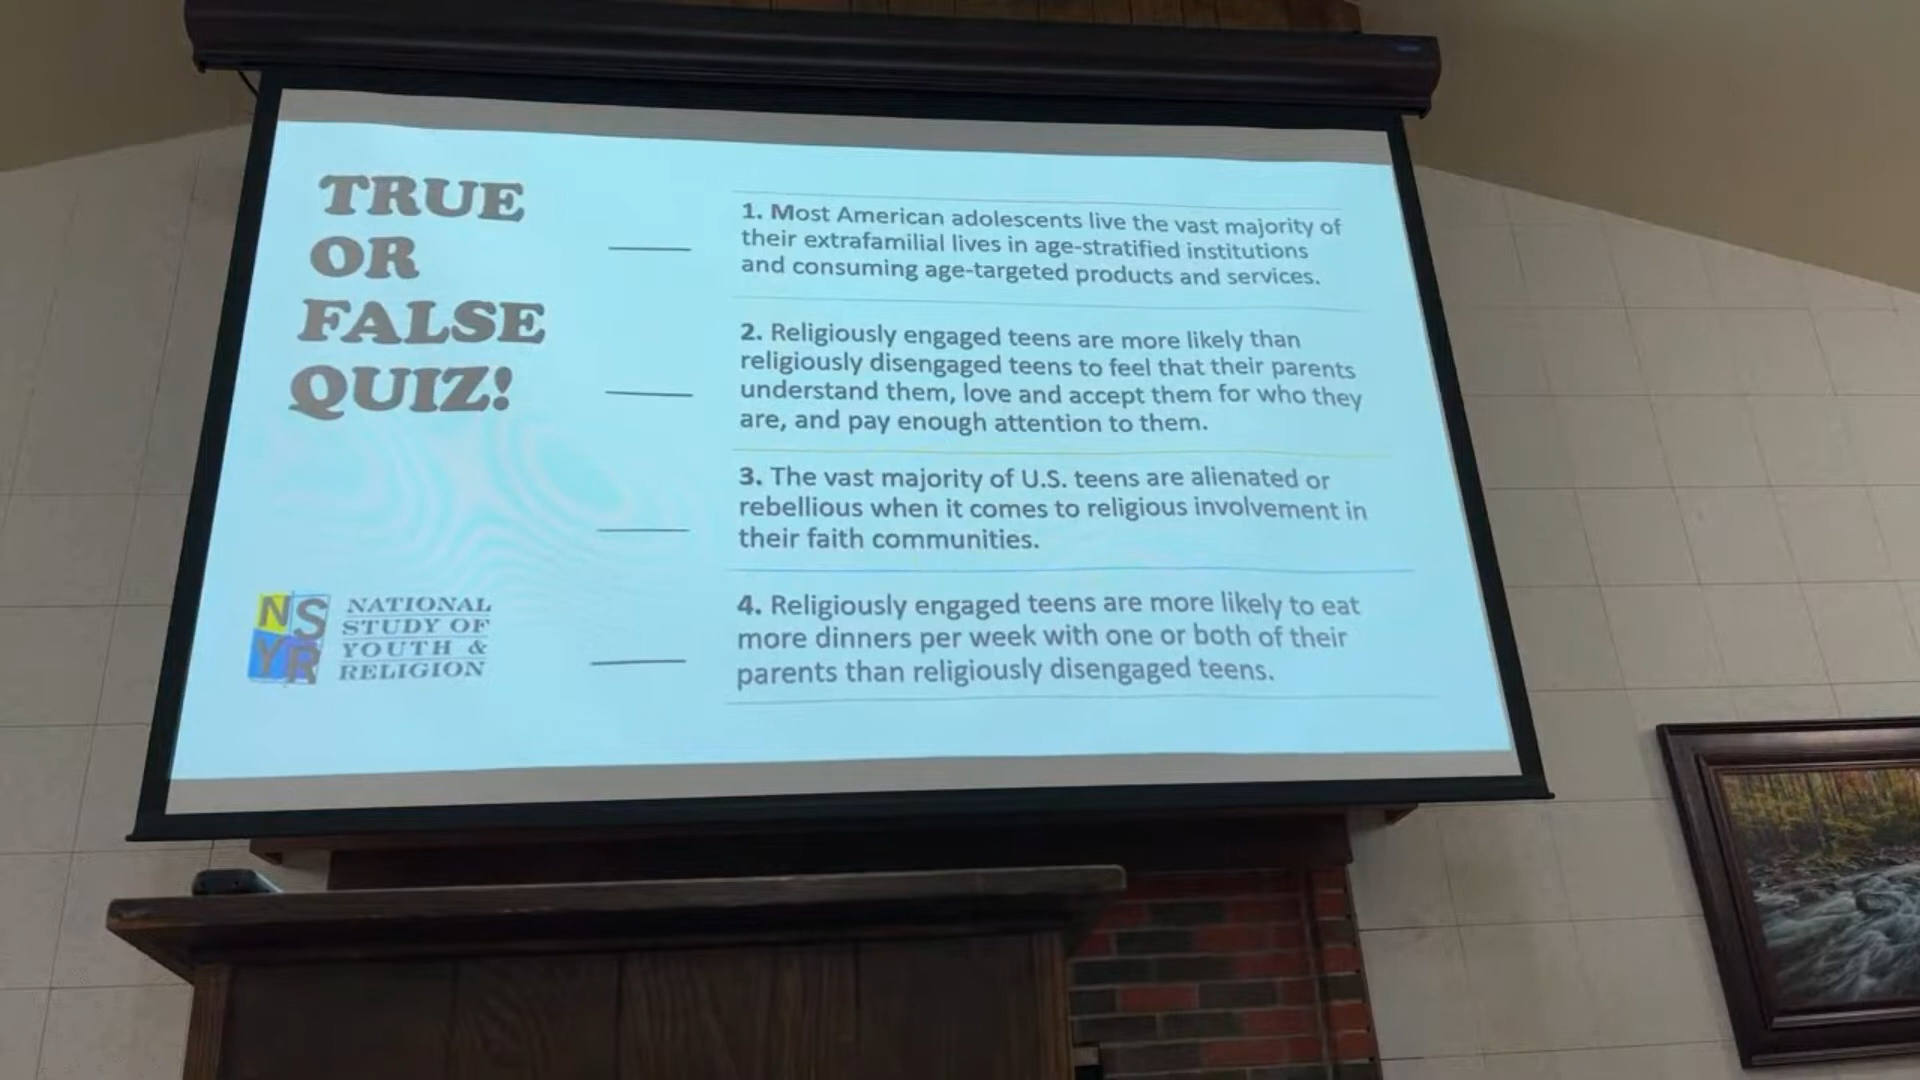 TRUE
OR
FALSE
QUIZ!
1. Most American adolescents live the vast majority of
their extrafamilial lives in age-stratified institutions
and consuming age-targeted products and services.
2. Religiously engaged teens are more likely than
religiously disengaged teens to feel that their parents
understand them, love and accept them for who they
are, and pay enough attention to them.
3. The vast majority of U.S. teens are alienated or
rebellious when it comes to religious involvement in
their faith communities.
4. Religiously engaged teens are more likely to eat
more dinners per week with one or both of their
parents than religiously disengaged teens.
NS
YR
NATIONAL
STUDY OF
YOUTH &
RELIGION